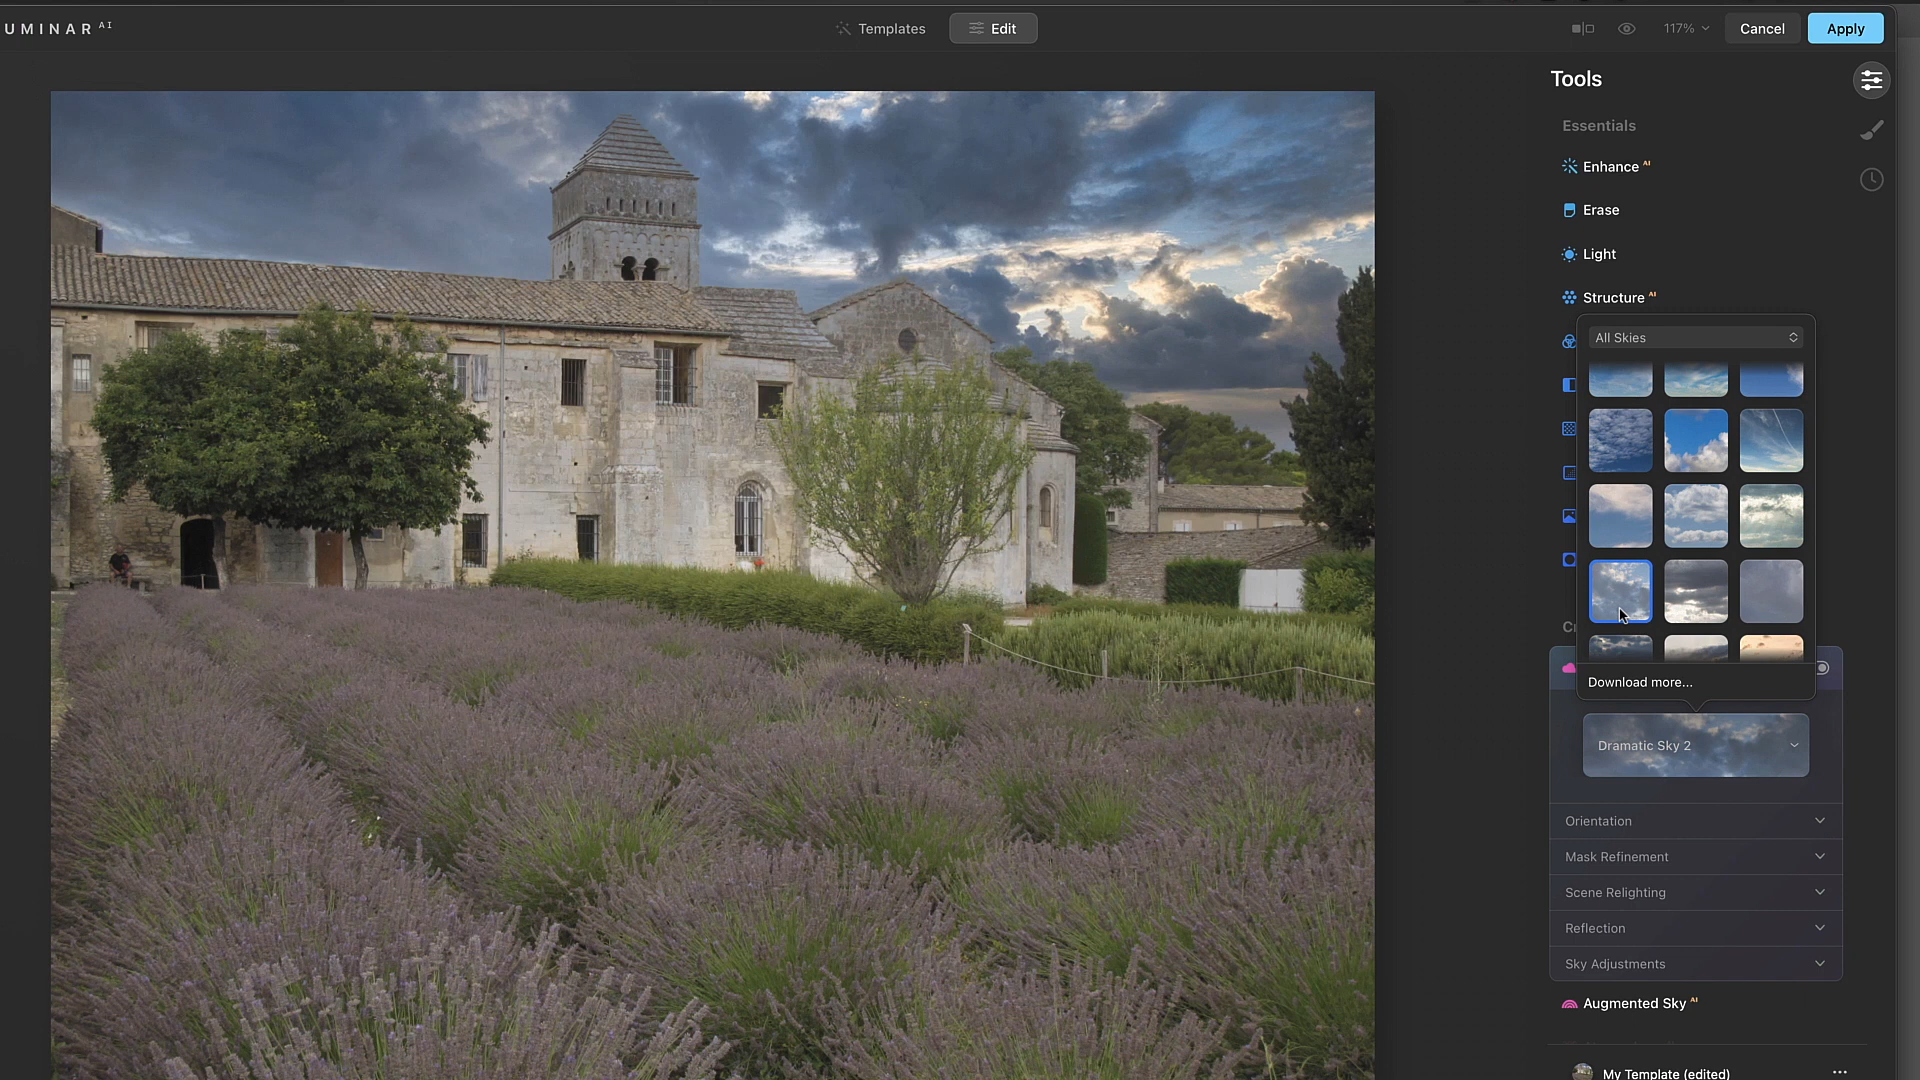 UMINAR AI
Templates
Edit
117%
Cancel
Apply
Tools
Essentials
Enhance AI
Erase
Light
Structure AI
All Skies
Download more...
Dramatic Sky 2
Orientation
Mask Refinement
Scene Relighting
Reflection
Sky Adjustments
Augmented Sky AI
My Template (edited)